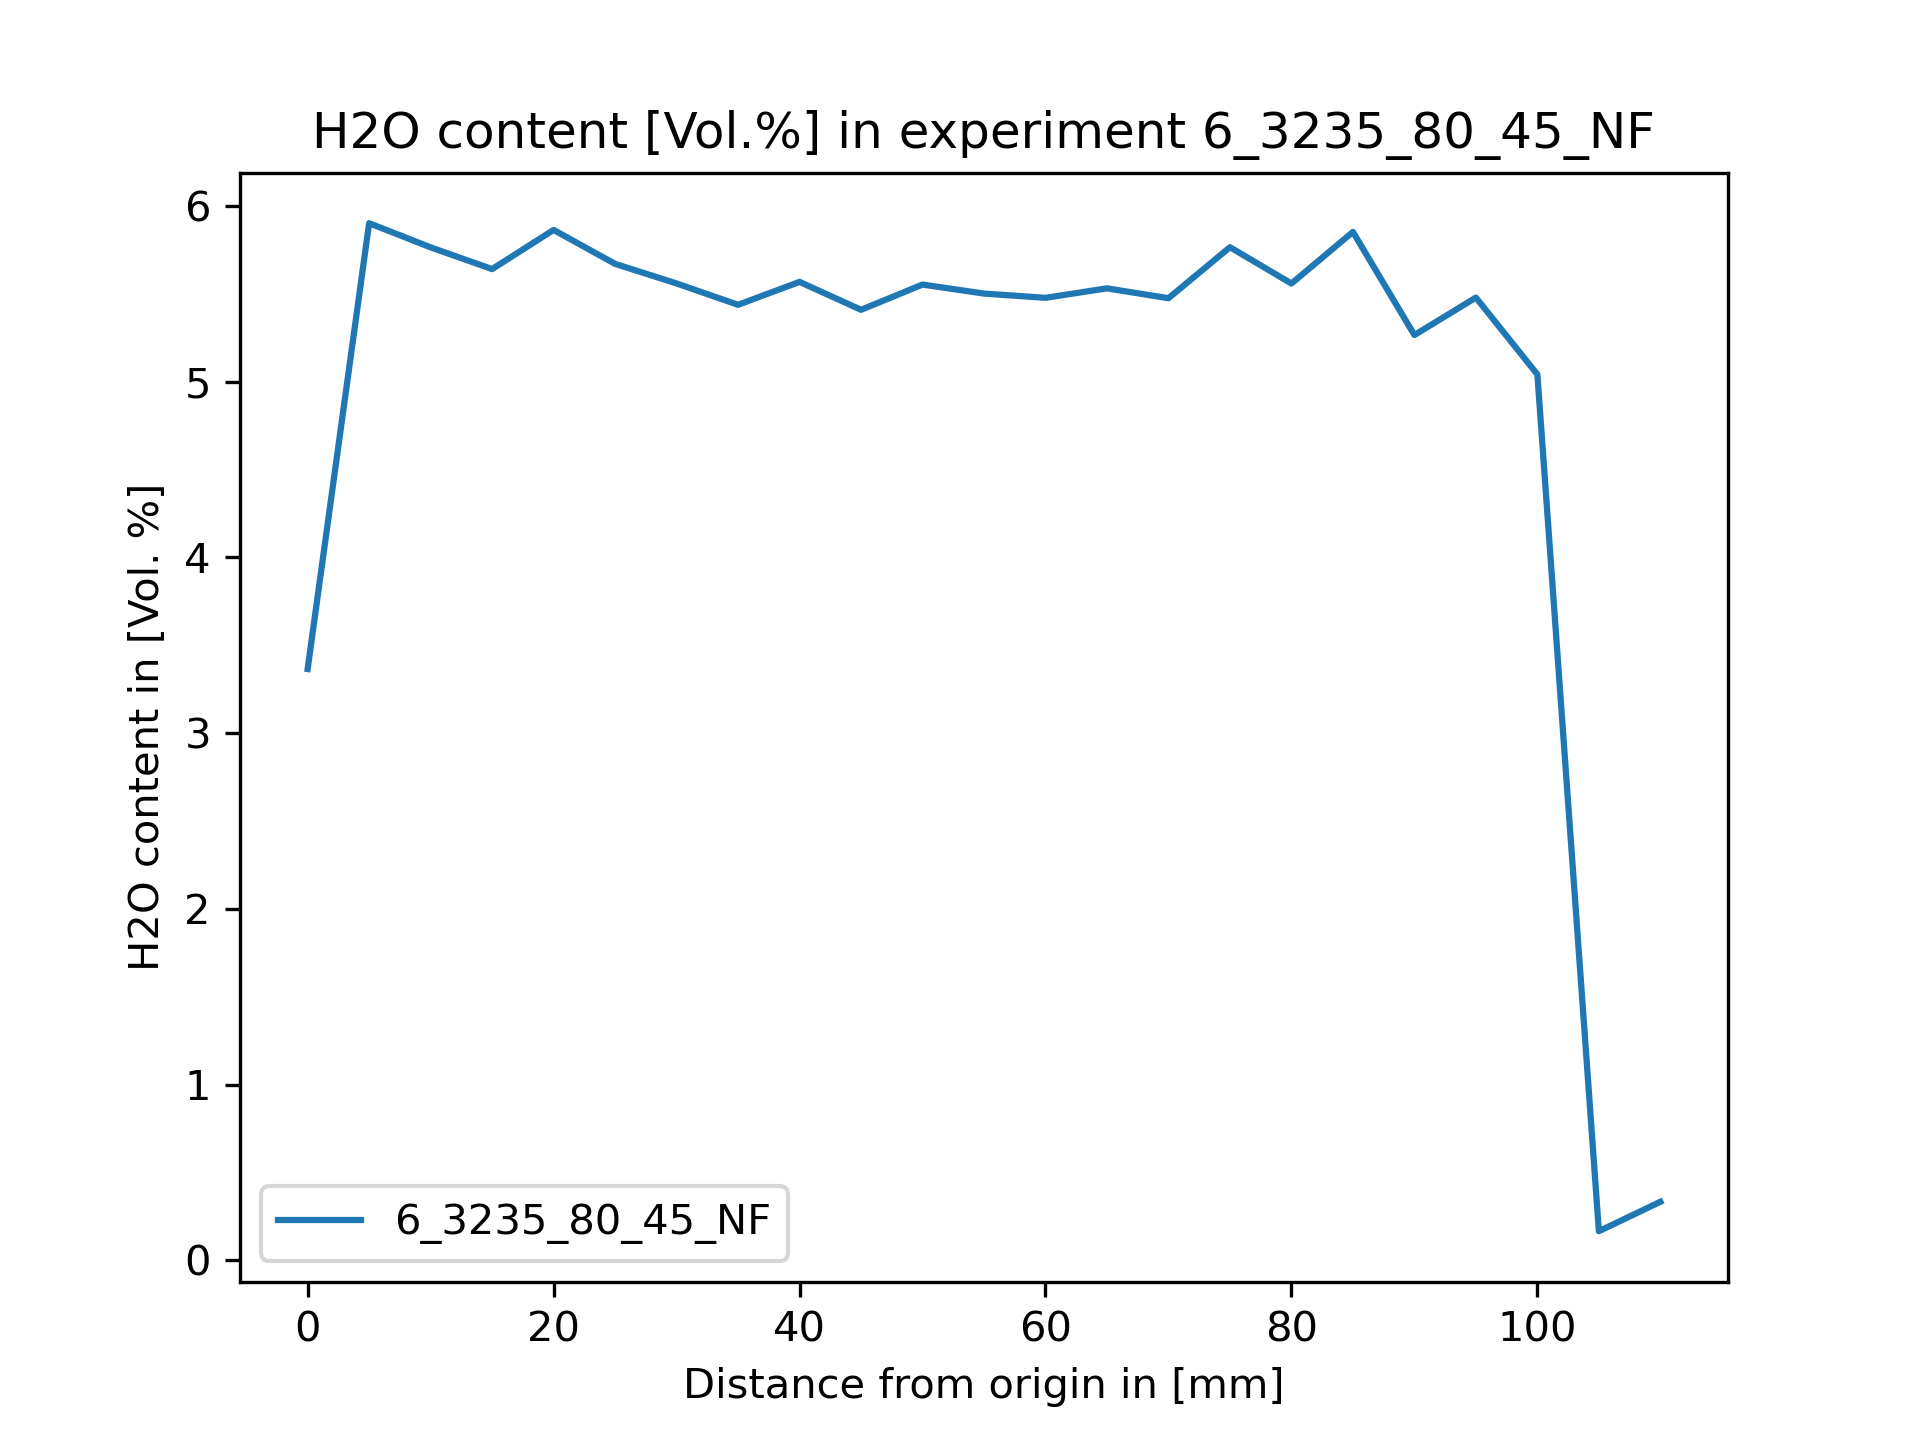 H2O content [Vol.%] in experiment 6_3235_80_45_NF
H2O content in [Vol. %]
6
5
4
3
2
1
0
6_3235_80_45_NF
0 20 40 60 80 100
Distance from origin in [mm]